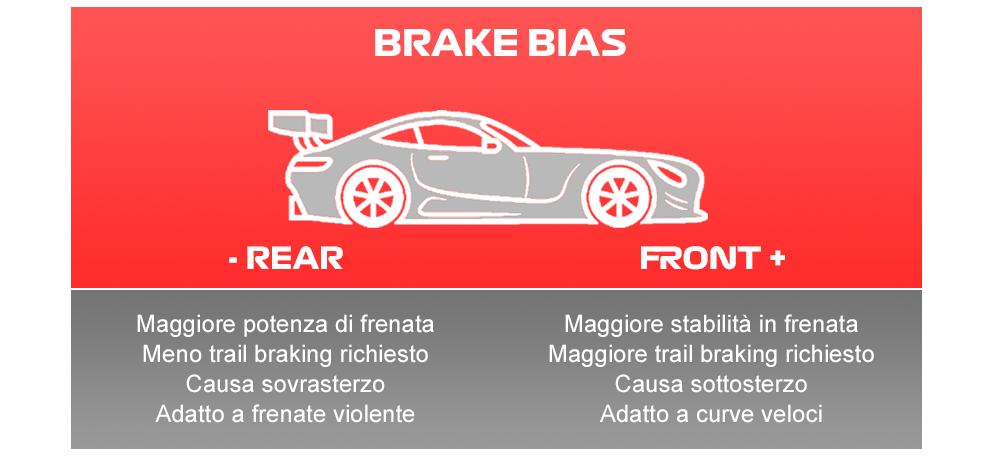 BRAKE BIAS
- REAR
FRONT +
Maggiore potenza di frenata
Meno trail braking richiesto
Causa sovrasterzo
Adatto a frenate violente
Maggiore stabilità in frenata
Maggiore trail braking richiesto
Causa sottosterzo
Adatto a curve veloci